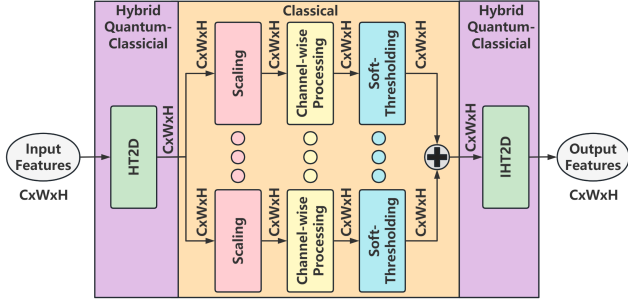 Hybrid
Quantum-
Classicial
Classical
Hybrid
Quantum-
Classicial
Input
Features
CxWxH
HT2D
CxWxH
CxWxH
Scaling
CxWxH
Channel-wise
Processing
CxWxH
Soft-
Thresholding
CxWxH
CxWxH
Scaling
CxWxH
Channel-wise
Processing
CxWxH
Soft-
Thresholding
CxWxH
CxWxH
IHT2D
Output
Features
CxWxH